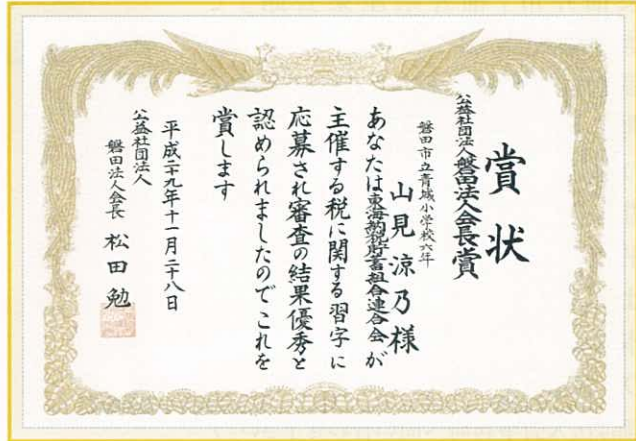 賞状
公益社団法人磐田法人会長賞
磐田市立青城小学校六年
山見涼乃様
あなたは東海納税貯蓄組合連合会が
主催する税に関する習字に
応募され審査の結果優秀と
認められましたのでこれを
賞します
平成二十九年十一月二十八日
公益社団法人
磐田法人会長 松田勉